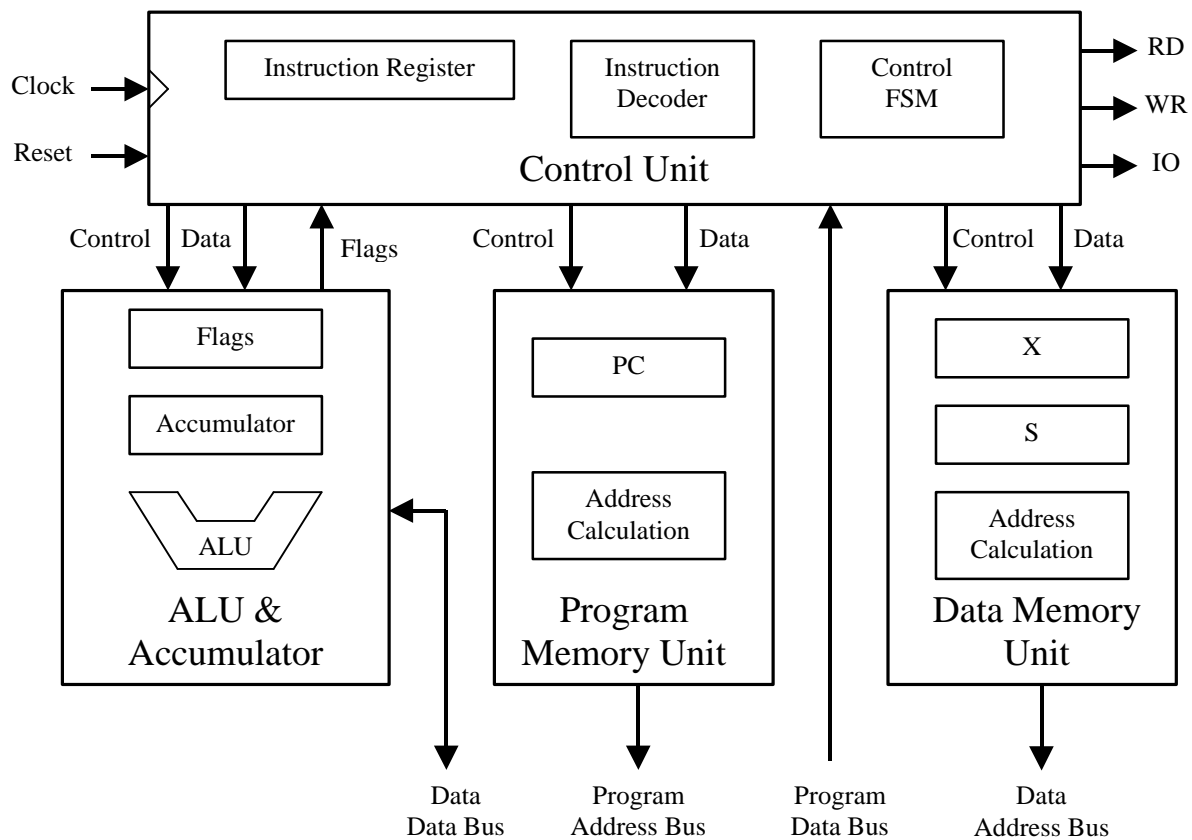 Clock
Reset
Instruction Register
Instruction
Decoder
Control
FSM
Control Unit
RD
WR
IO
Control
Data
Flags
Control
Data
Control
Data
Flags
Accumulator
ALU
ALU &
Accumulator
PC
Address
Calculation
Program
Memory Unit
X
S
Address
Calculation
Data Memory
Unit
Data
Data Bus
Program
Address Bus
Program
Data Bus
Data
Address Bus